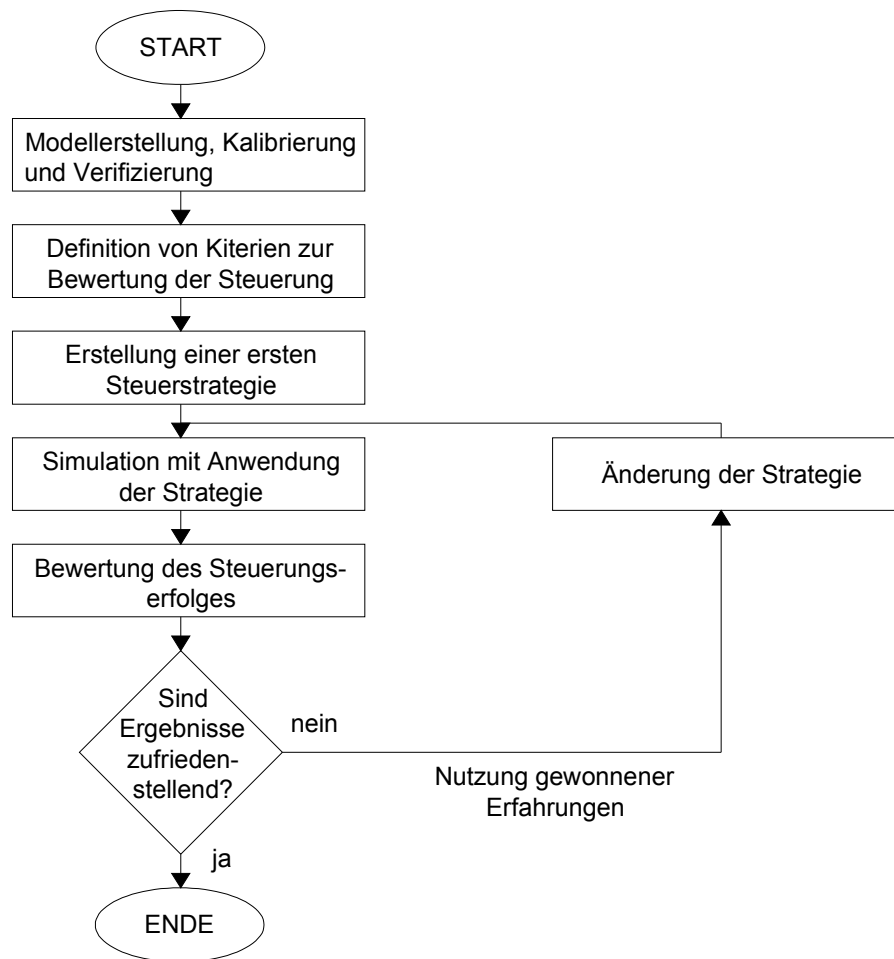 START
Modellerstellung, Kalibrierung
und Verifizierung
Definition von Kiterien zur
Bewertung der Steuerung
Erstellung einer ersten
Steuerstrategie
Simulation mit Anwendung
der Strategie
Änderung der Strategie
Bewertung des Steuerungs-
erfolges
Sind
Ergebnisse
zufrieden-
stellend?
nein
Nutzung gewonnener
Erfahrungen
ja
ENDE